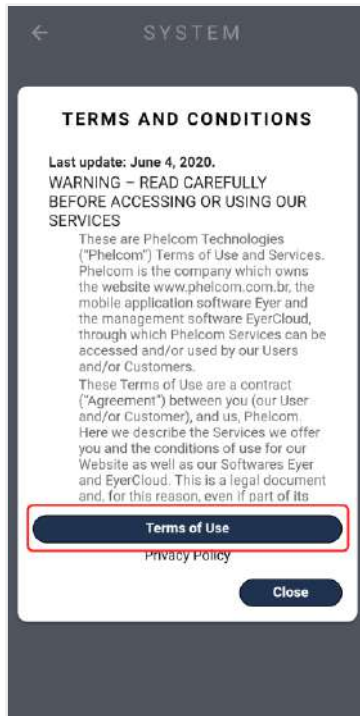 SYSTEM
TERMS AND CONDITIONS
Last update: June 4, 2020.
WARNING – READ CAREFULLY
BEFORE ACCESSING OR USING OUR
SERVICES
These are Phelcom Technologies
("Phelcom") Terms of Use and Services.
Phelcom is the company which owns
the website www.phelcom.com.br, the
mobile application software Eyer and
the management software EyerCloud,
through which Phelcom Services can be
accessed and/or used by our Users
and/or Customers.
These Terms of Use are a contract
("Agreement") between you (our User
and/or Customer), and us, Phelcom.
Here we describe the Services we offer
you and the conditions of use for our
Website as well as our Softwares Eyer
and EyerCloud. This is a legal document
and, for this reason, even if part of its
Terms of Use
Privacy Policy
Close